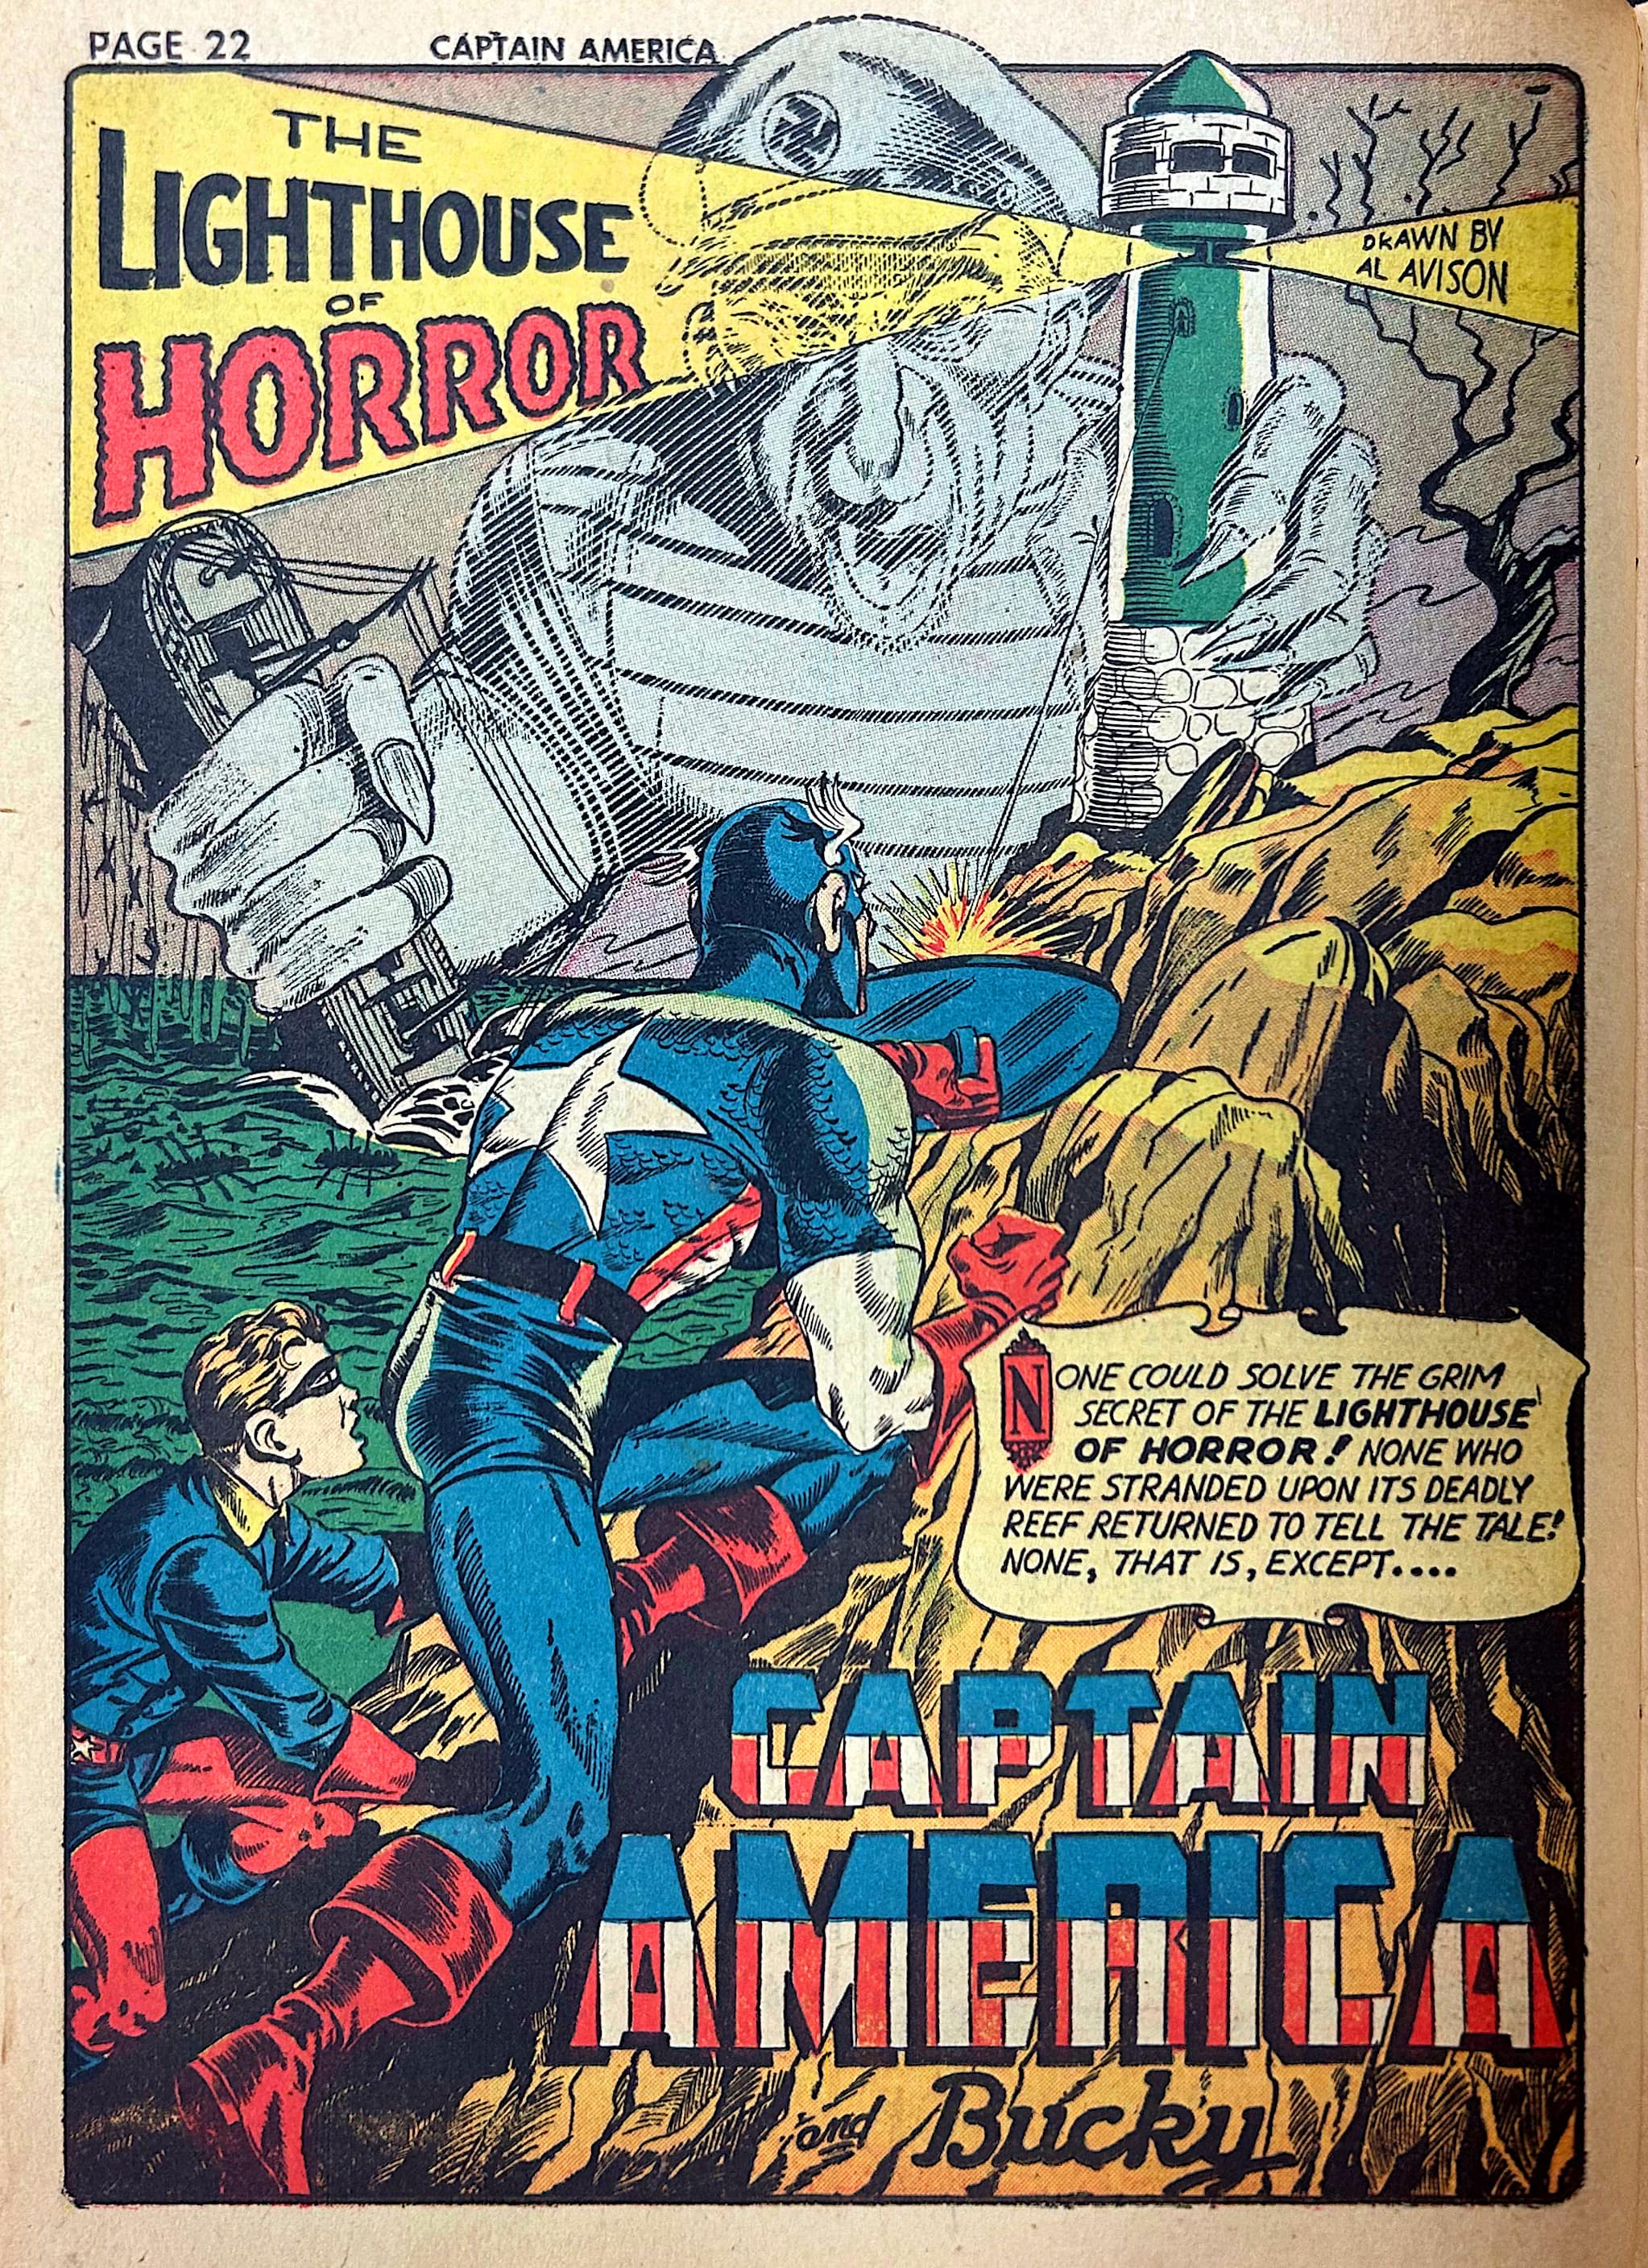 PAGE 22
CAPTAIN AMERICA
THE
LIGHTHOUSE
OF
HORROR
DRAWN BY
AL AVISON
NONE COULD SOLVE THE GRIM
SECRET OF THE LIGHTHOUSE
OF HORROR! NONE WHO
WERE STRANDED UPON ITS DEADLY
REEF RETURNED TO TELL THE TALE!
NONE, THAT IS, EXCEPT....
CAPTAIN
AMERICA
and Bucky